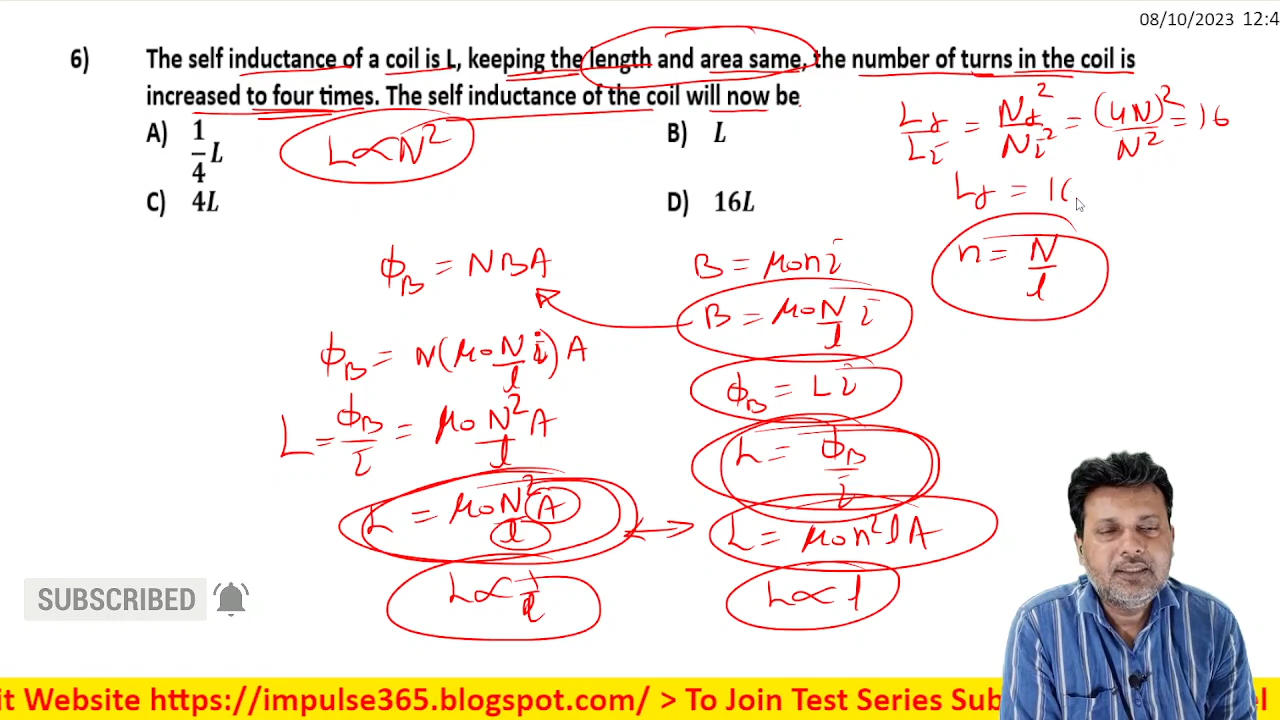 08/10/2023 12:4
6) The self inductance of a coil is L, keeping the length and area same, the number of turns in the coil is
increased to four times. The self inductance of the coil will now be
A) 1/4 L
B) L
C) 4L
D) 16L
L ∝ N²
Lf/Li = Nf²/Ni² = (4N)²/N² = 16
Lf = 16
n = N/l
ϕB = NBA
B = μ0ni
B = μ0 N/l i
ϕB = N(μ0 N/l i)A
ϕB = Li
L = ϕB/i = μ0 N²A/l
L = ϕB/i
L = μ0 N²A/l
L = μ0n²lA
L ∝ 1/l
L ∝ l
SUBSCRIBED
it Website https://impulse365.blogspot.com/ > To Join Test Series Sub
el